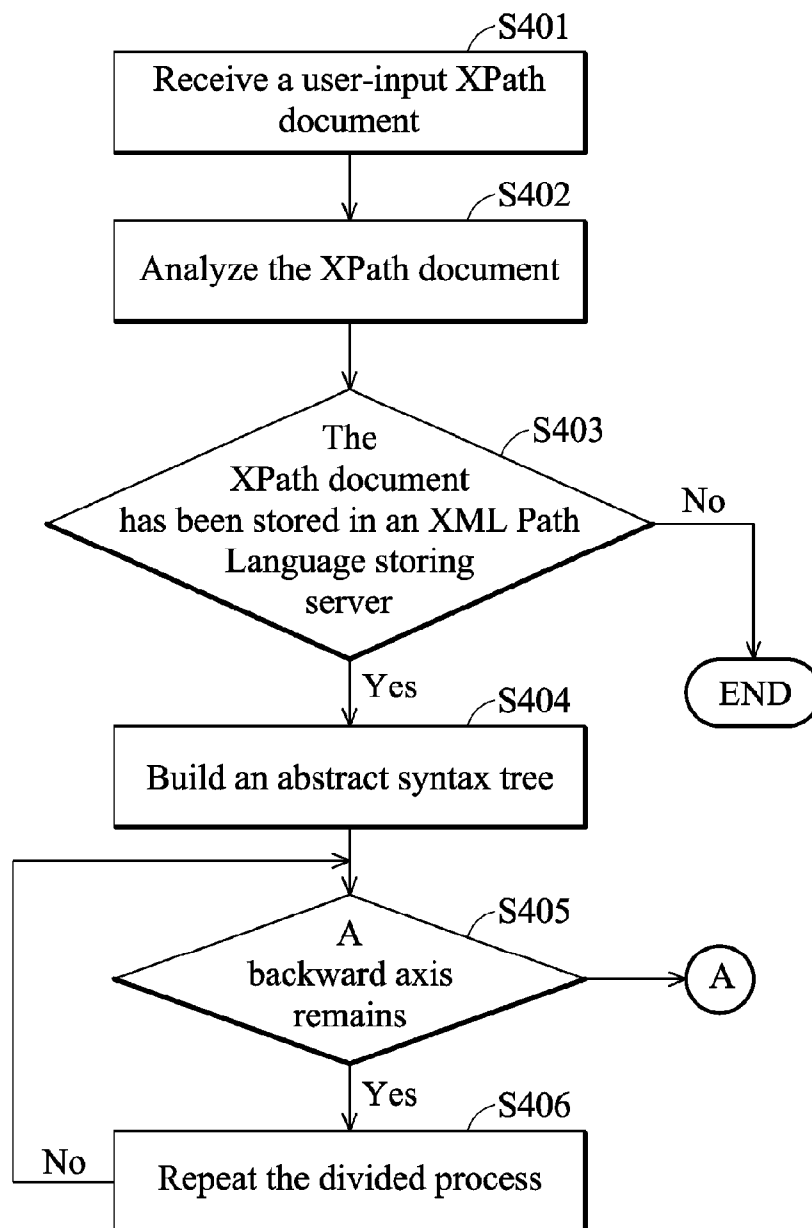 S401
Receive a user-input XPath
document
S402
Analyze the XPath document
S403
The
XPath document
has been stored in an XML Path
Language storing
server
No
END
Yes
S404
Build an abstract syntax tree
S405
A
backward axis
remains
A
Yes
S406
No
Repeat the divided process